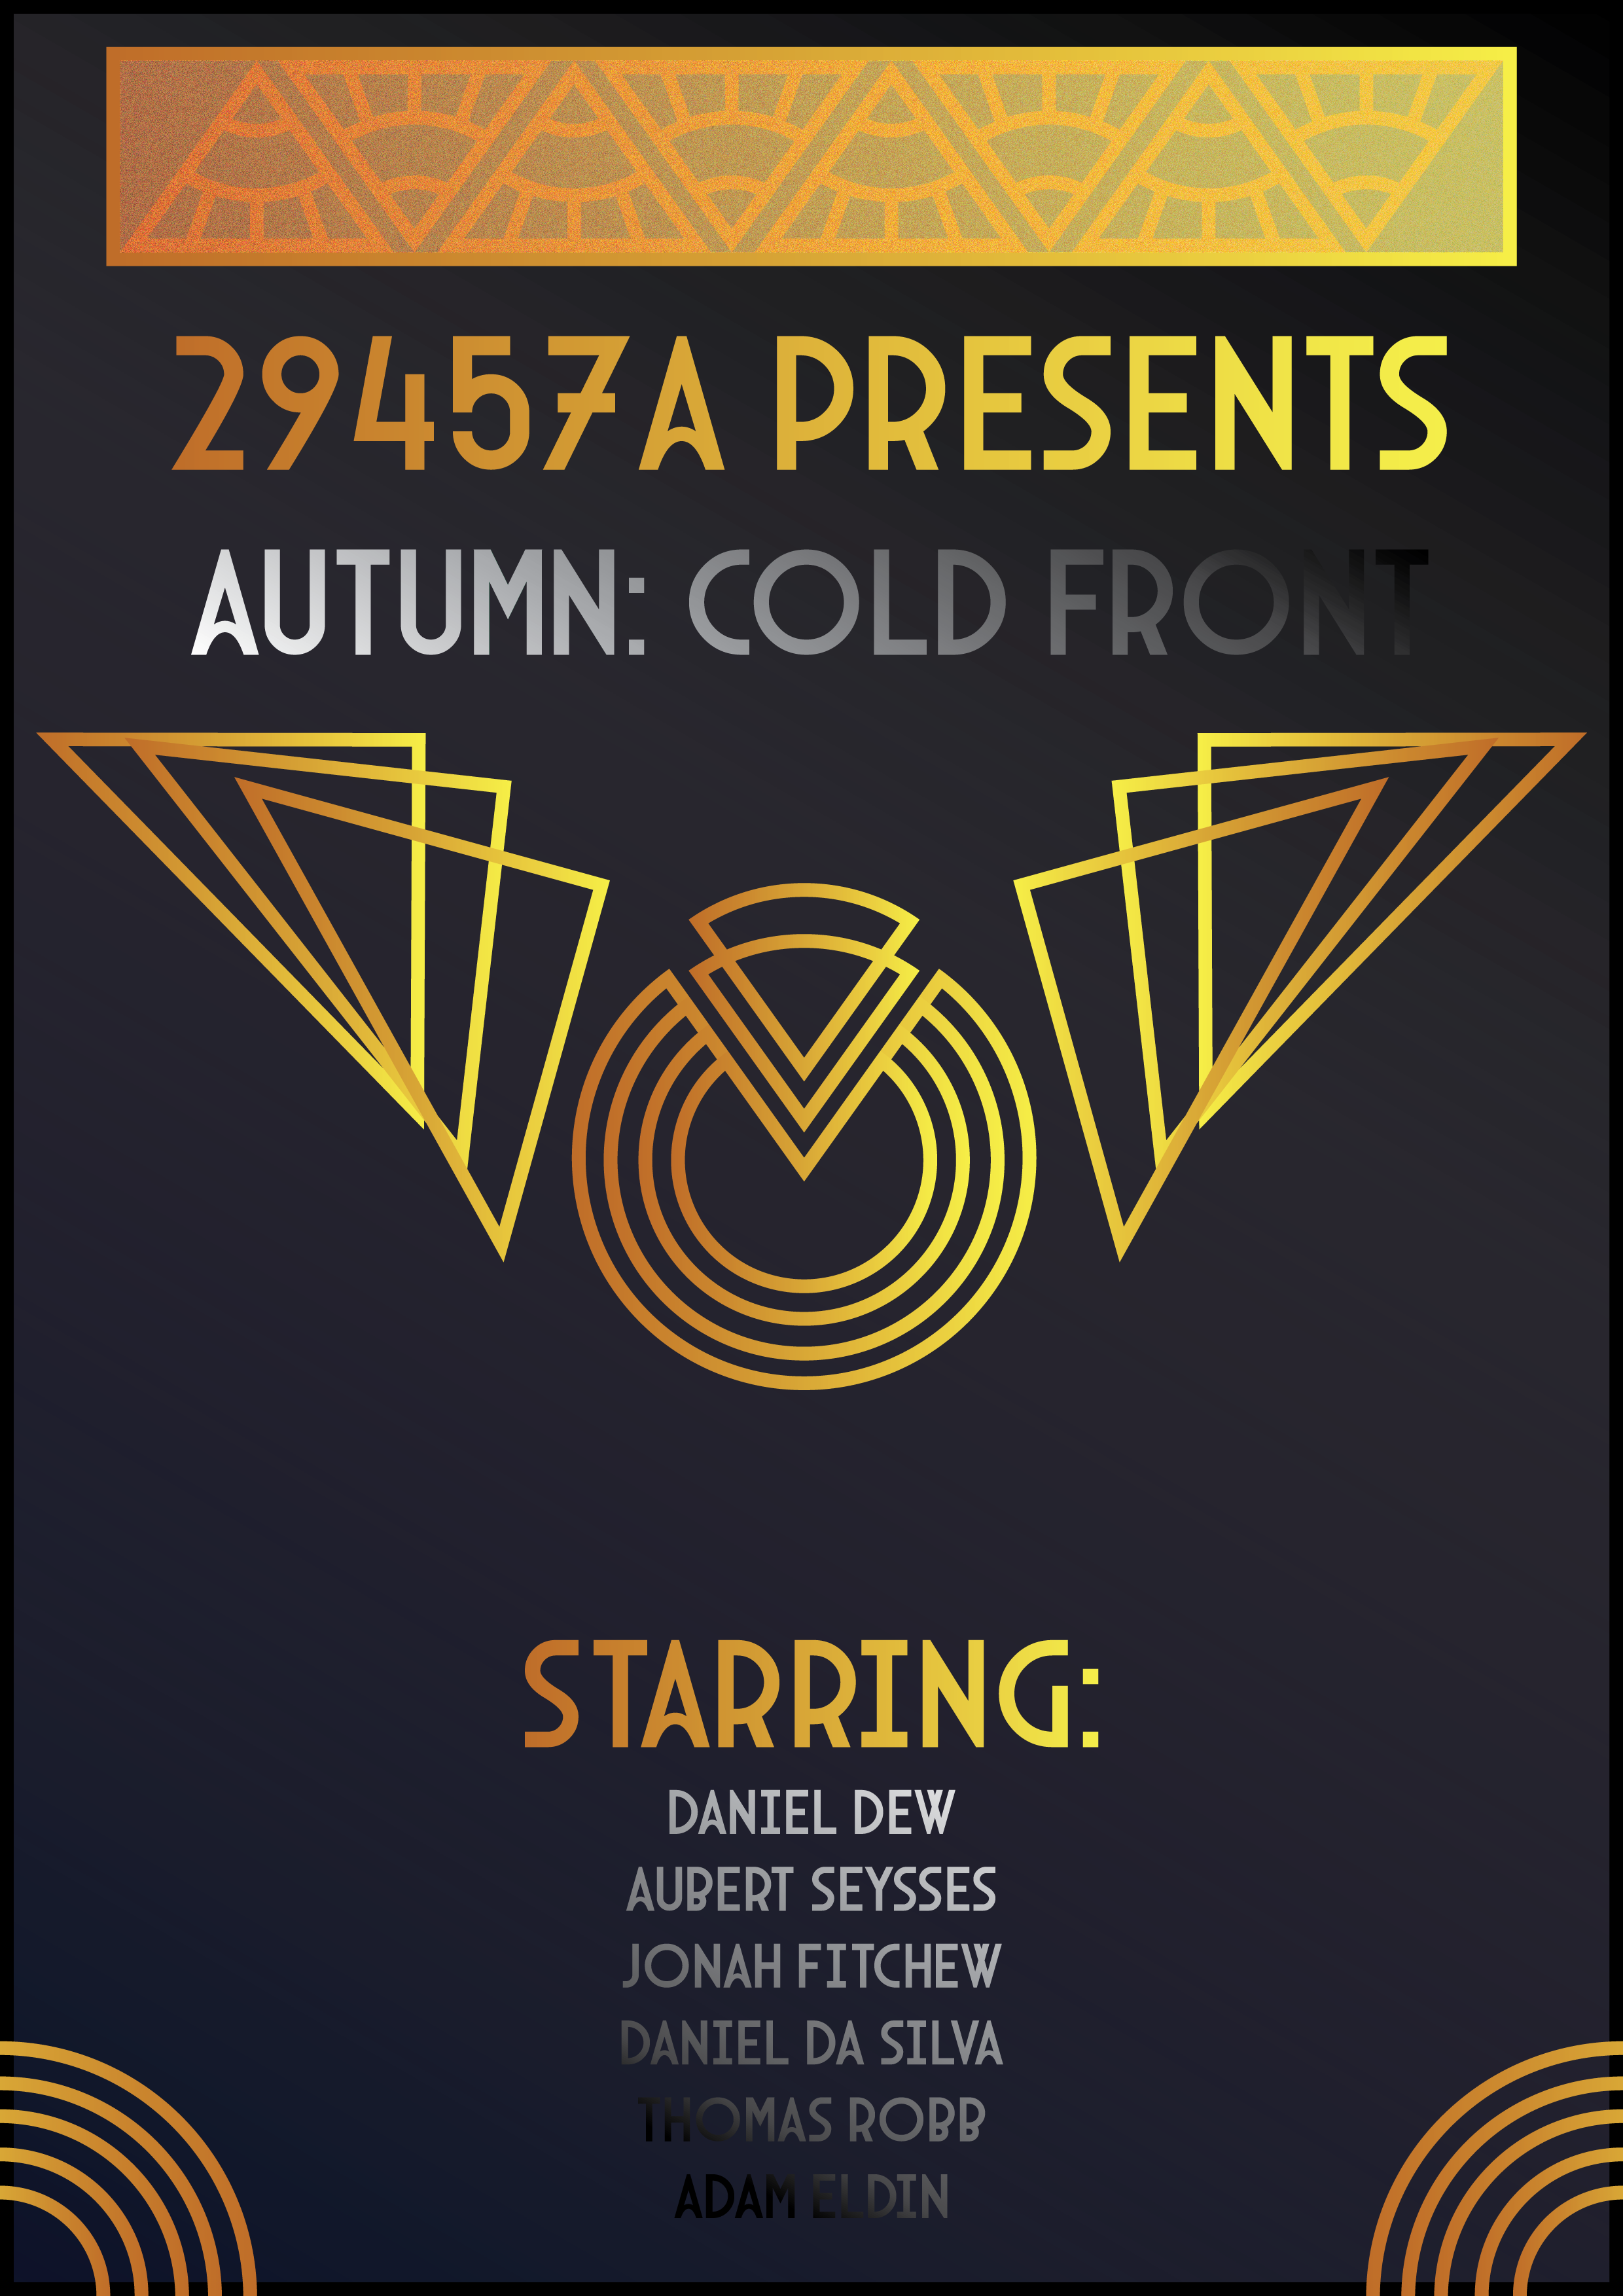 29457A PRESENTS
AUTUMN: COLD FRONT
STARRING:
DANIEL DEW
AUBERT SEYSSES
JONAH FITCHEW
DANIEL DA SILVA
THOMAS ROBB
ADAM ELDIN